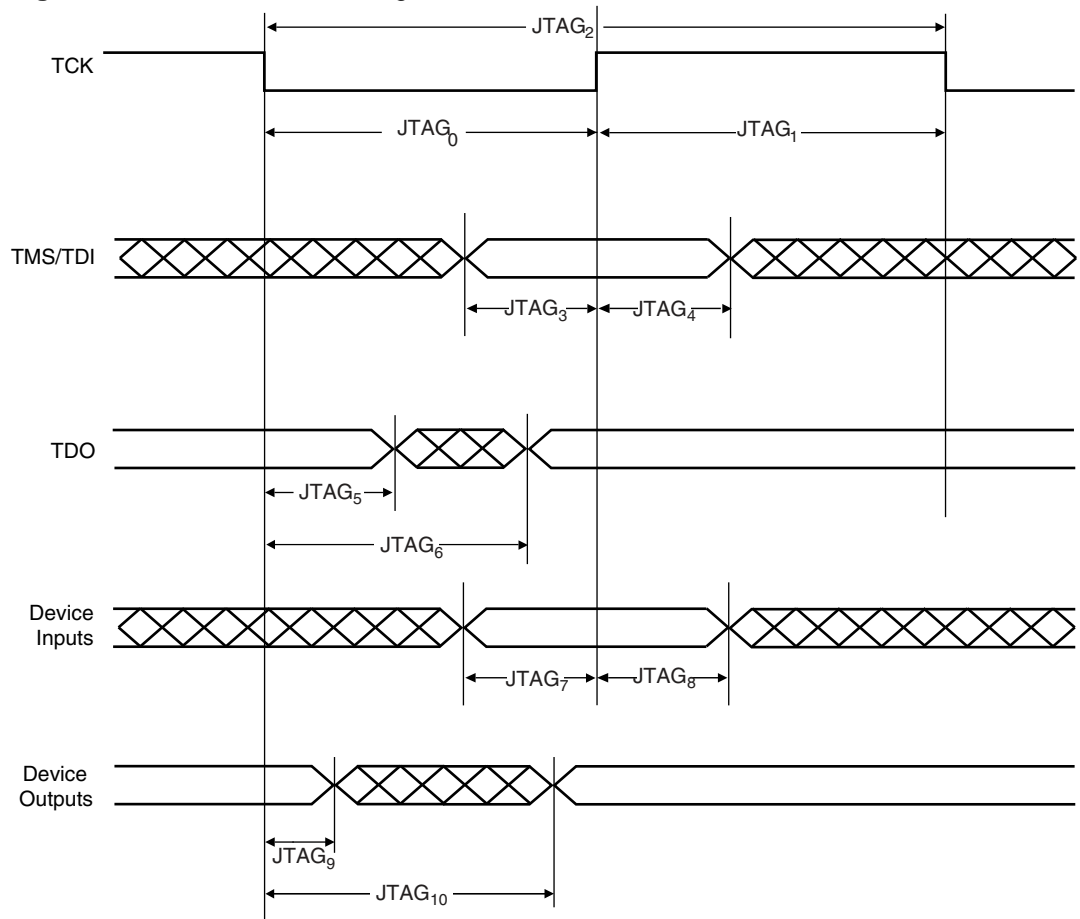 JTAG₂
TCK
JTAG₀
JTAG₁
TMS/TDI
JTAG₃
JTAG₄
TDO
JTAG₅
JTAG₆
Device
Inputs
JTAG₇
JTAG₈
Device
Outputs
JTAG₉
JTAG₁₀